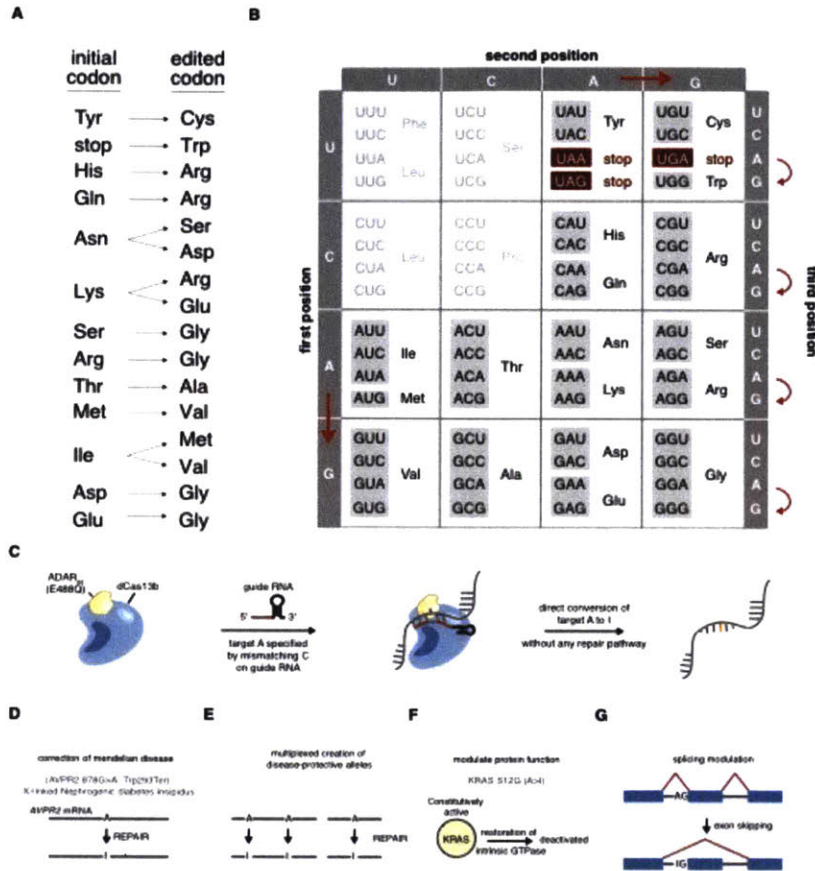 A
initial codon
edited codon
Tyr → Cys
stop → Trp
His → Arg
Gln → Arg
Asn Ser
Asp
Lys Arg
Glu
Ser → Gly
Arg → Gly
Thr → Ala
Met → Val
Ile Met
Val
Asp → Gly
Glu → Gly
B
second position
U C A G
first position
third position
U
UUU Phe
UUC
UUA Leu
UUG
UCU Ser
UCC
UCA
UCG
UAU Tyr
UAC
UAA stop
UAG stop
UGU Cys
UGC
UGA stop
UGG Trp
U
C
A
G
C
CUU Leu
CUC
CUA
CUG
CCU
CCC
CCA
CCG
CAU His
CAC
CAA Gln
CAG
CGU Arg
CGC
CGA
CGG
U
C
A
G
A
AUU Ile
AUC
AUA
AUG Met
ACU Thr
ACC
ACA
ACG
AAU Asn
AAC
AAA Lys
AAG
AGU Ser
AGC
AGA Arg
AGG
U
C
A
G
G
GUU Val
GUC
GUA
GUG
GCU Ala
GCC
GCA
GCG
GAU Asp
GAC
GAA Glu
GAG
GGU Gly
GGC
GGA
GGG
U
C
A
G
C
ADAR
(E488Q)
dCas13b
guide RNA
5' 3'
target A specified
by mismatching C
on guide RNA
direct conversion of
target A to I
without any repair pathway
D
correction of mendelian disease
X-linked Nephrogenic diabetes insipidus
AVPR2 mRNA
A
REPAIR
I
E
multiplexed creation of
disease-protective alleles
A A A
REPAIR
I I I
F
modulate protein function
KRAS S12G (A>I)
Constitutively
active
KRAS
restoration of
intrinsic GTPase
deactivated
G
splicing modulation
AG
exon skipping
IG